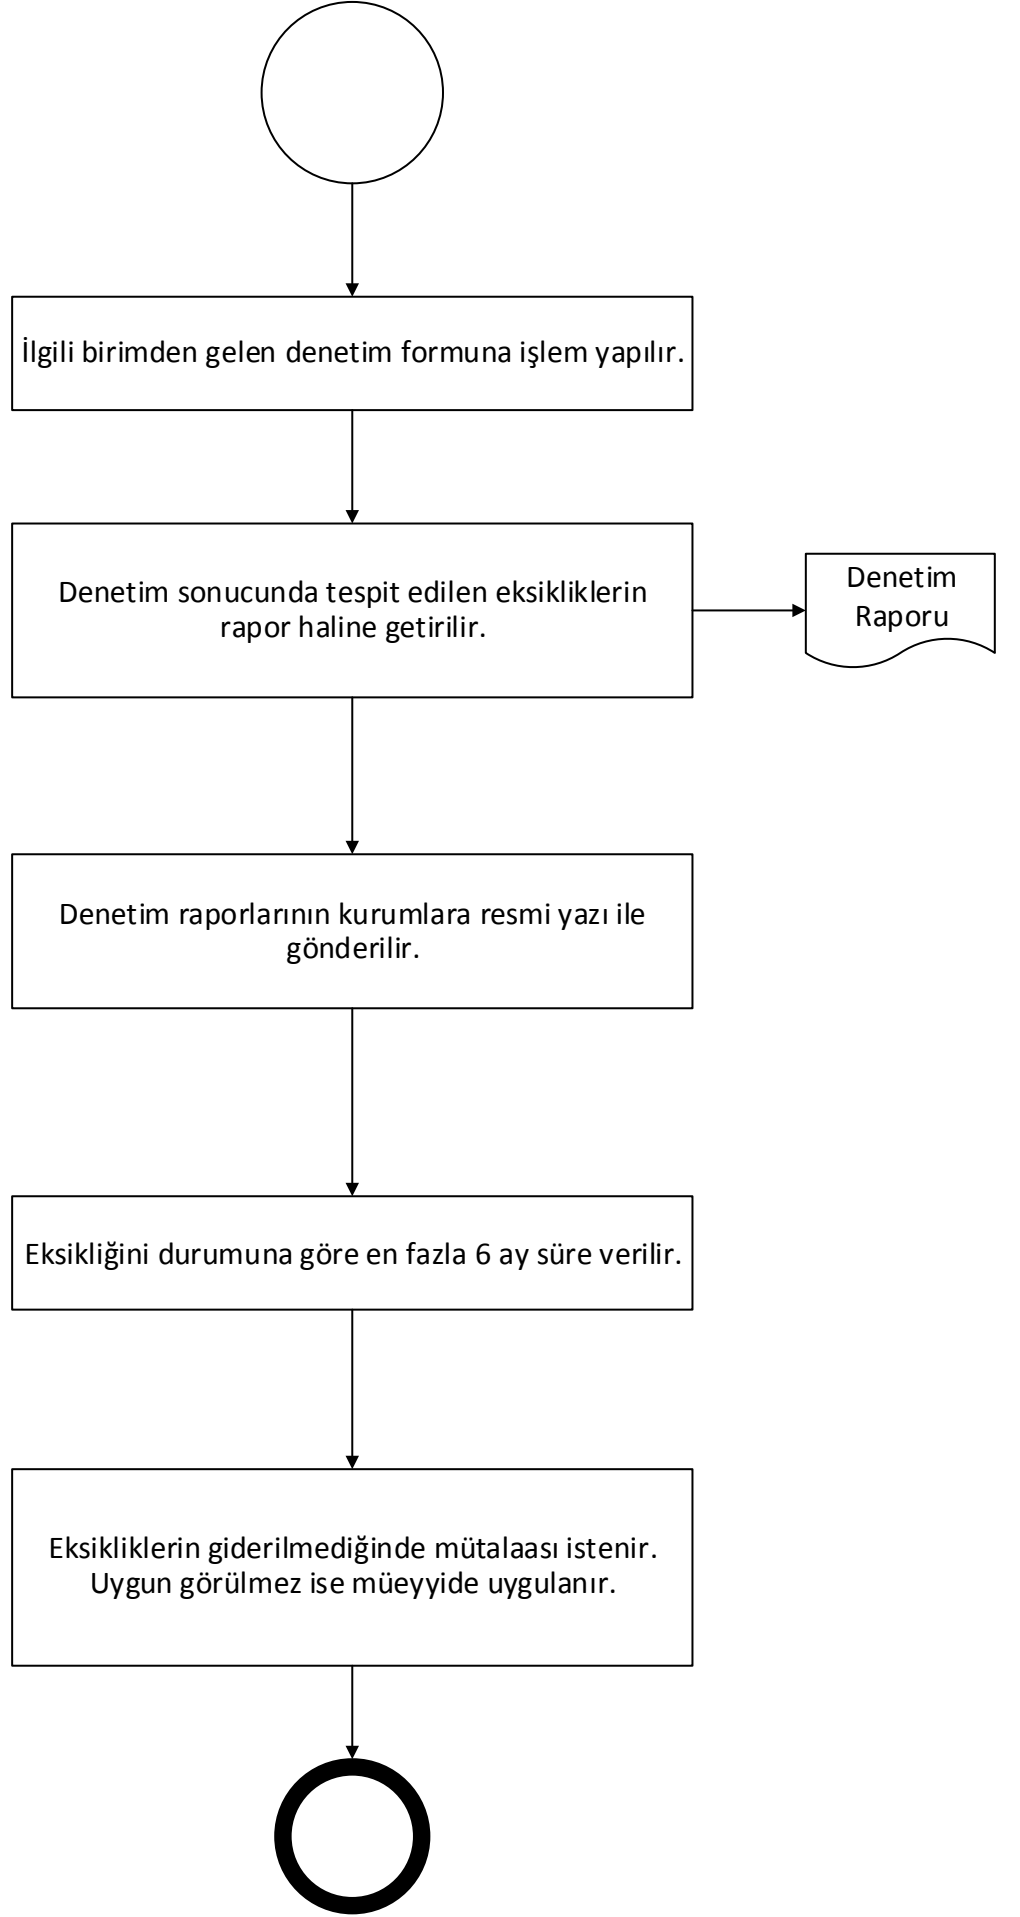 İlgili birimden gelen denetim formuna işlem yapılır.
Denetim sonucunda tespit edilen eksikliklerin
rapor haline getirilir.
Denetim
Raporu
Denetim raporlarının kurumlara resmi yazı ile
gönderilir.
Eksikliğini durumuna göre en fazla 6 ay süre verilir.
Eksikliklerin giderilmediğinde mütalaası istenir.
Uygun görülmez ise müeyyide uygulanır.